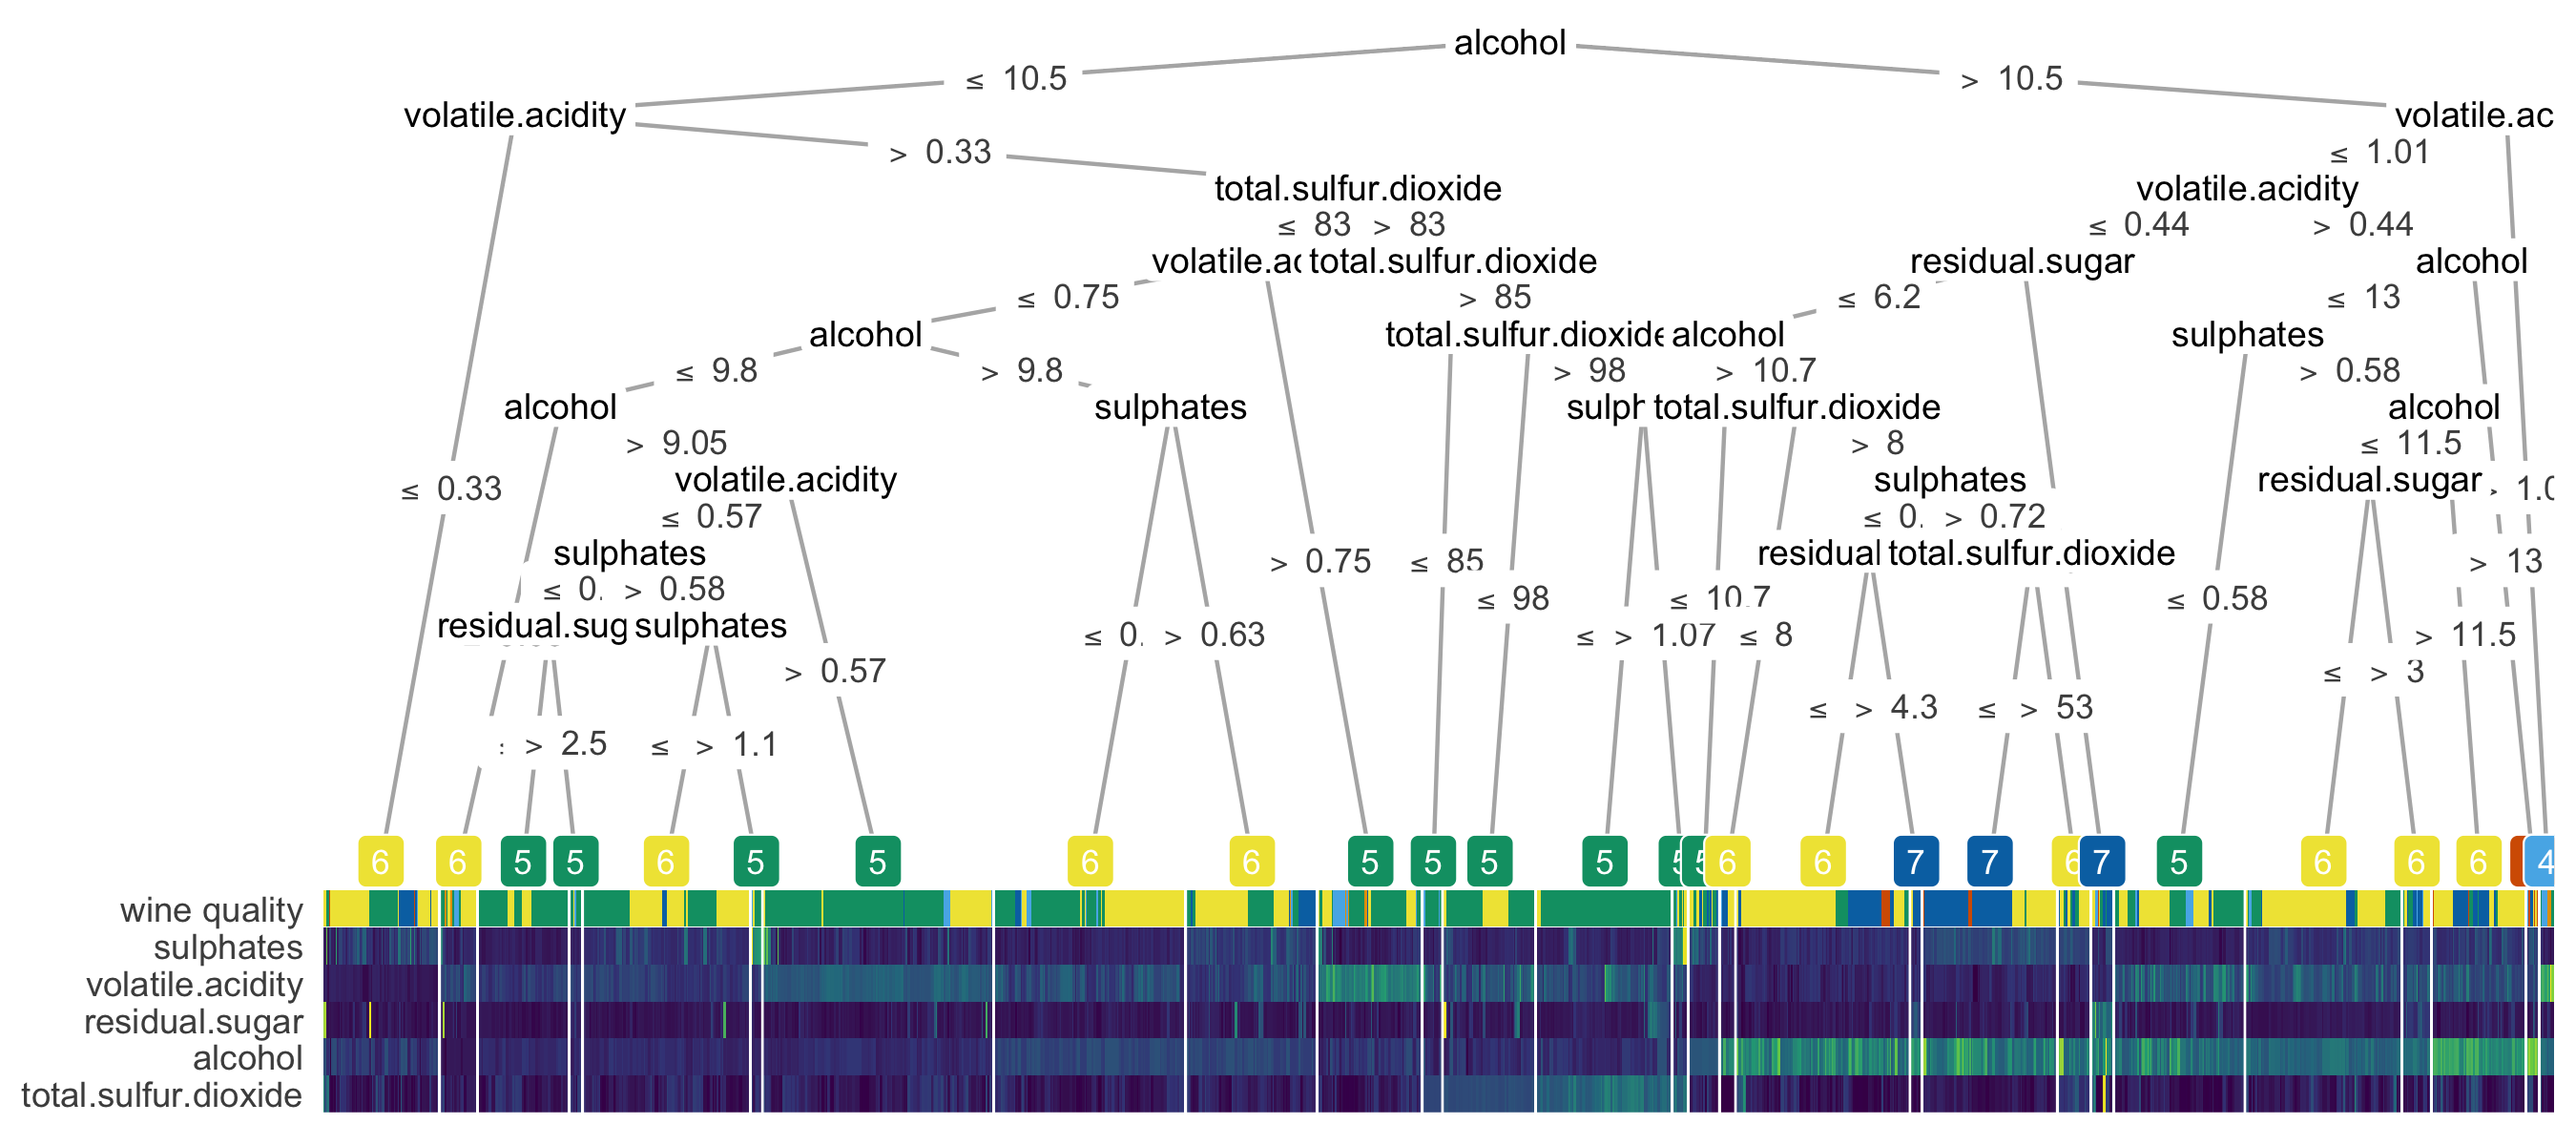 alcohol
≤ 10.5 > 10.5
volatile.acidity volatile.ac
> 0.33 ≤ 1.01
total.sulfur.dioxide volatile.acidity
≤ 83 > 83 ≤ 0.44 > 0.44
volatile.ac total.sulfur.dioxide residual.sugar alcohol
≤ 0.75 > 85 ≤ 6.2 ≤ 13
alcohol total.sulfur.dioxide alcohol sulphates
≤ 9.8 > 9.8 > 98 > 10.7 > 0.58
alcohol sulphates sulph total.sulfur.dioxide alcohol
> 9.05 > 8 ≤ 11.5
volatile.acidity sulphates residual.sugar
≤ 0.33 > 1.0
≤ 0.57 ≤ 0. > 0.72
sulphates residual total.sulfur.dioxide
> 0.75 ≤ 85 > 13
≤ 0. > 0.58 ≤ 98 ≤ 10.7 ≤ 0.58
residual.sug sulphates
≤ 0. > 0.63 ≤ > 1.07 ≤ 8 > 11.5
> 0.57 ≤ > 3
≤ > 4.3 ≤ > 53
> 2.5 ≤ > 1.1
6 6 5 5 6 5 5 6 6 5 5 5 5 5 5 6 6 7 7 6 7 5 6 6 6 4
wine quality
sulphates
volatile.acidity
residual.sugar
alcohol
total.sulfur.dioxide